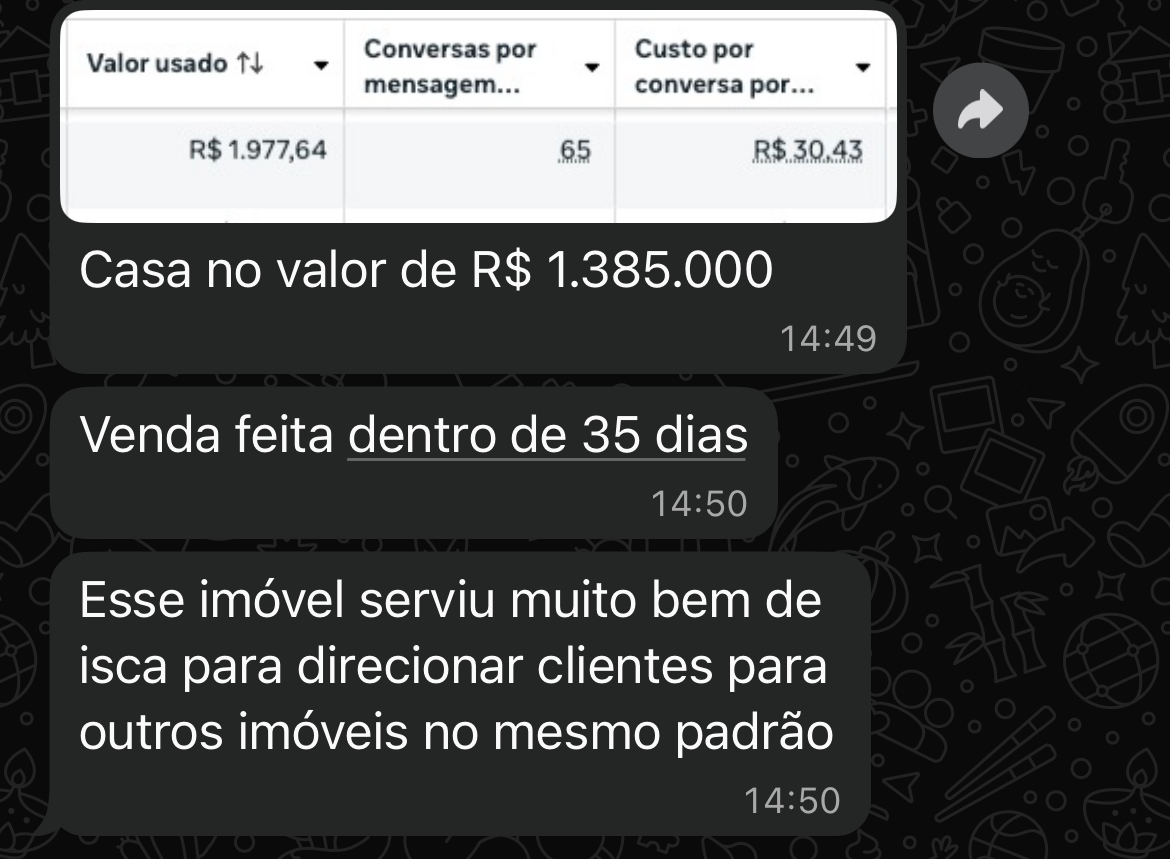 Valor usado ↑↓
Conversas por
mensagem...
Custo por
conversa por...
R$ 1.977,64
65
R$ 30,43
Casa no valor de R$ 1.385.000
14:49
Venda feita dentro de 35 dias
14:50
Esse imóvel serviu muito bem de
isca para direcionar clientes para
outros imóveis no mesmo padrão
14:50